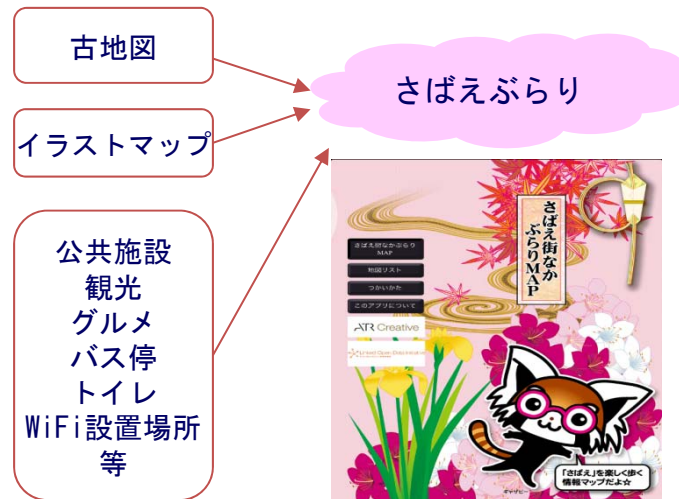 古地図
イラストマップ
公共施設
観光
グルメ
バス停
トイレ
WiFi設置場所
等
さばえぶらり
さばえ街なか
ぶらりMAP
さばえ街なかぶらり
MAP
地図リスト
つかいかた
このアプリについて
ATR Creative
「さばえ」を楽しく歩く
情報マップだよ☆